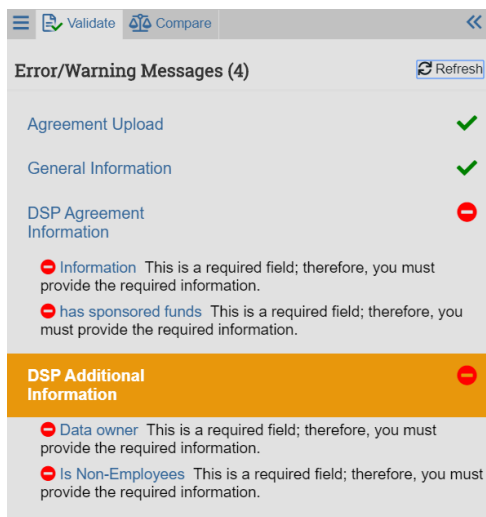 Validate Compare
Error/Warning Messages (4) Refresh
Agreement Upload
General Information
DSP Agreement
Information
Information This is a required field; therefore, you must
provide the required information.
has sponsored funds This is a required field; therefore, you
must provide the required information.
DSP Additional
Information
Data owner This is a required field; therefore, you must
provide the required information.
Is Non-Employees This is a required field; therefore, you must
provide the required information.